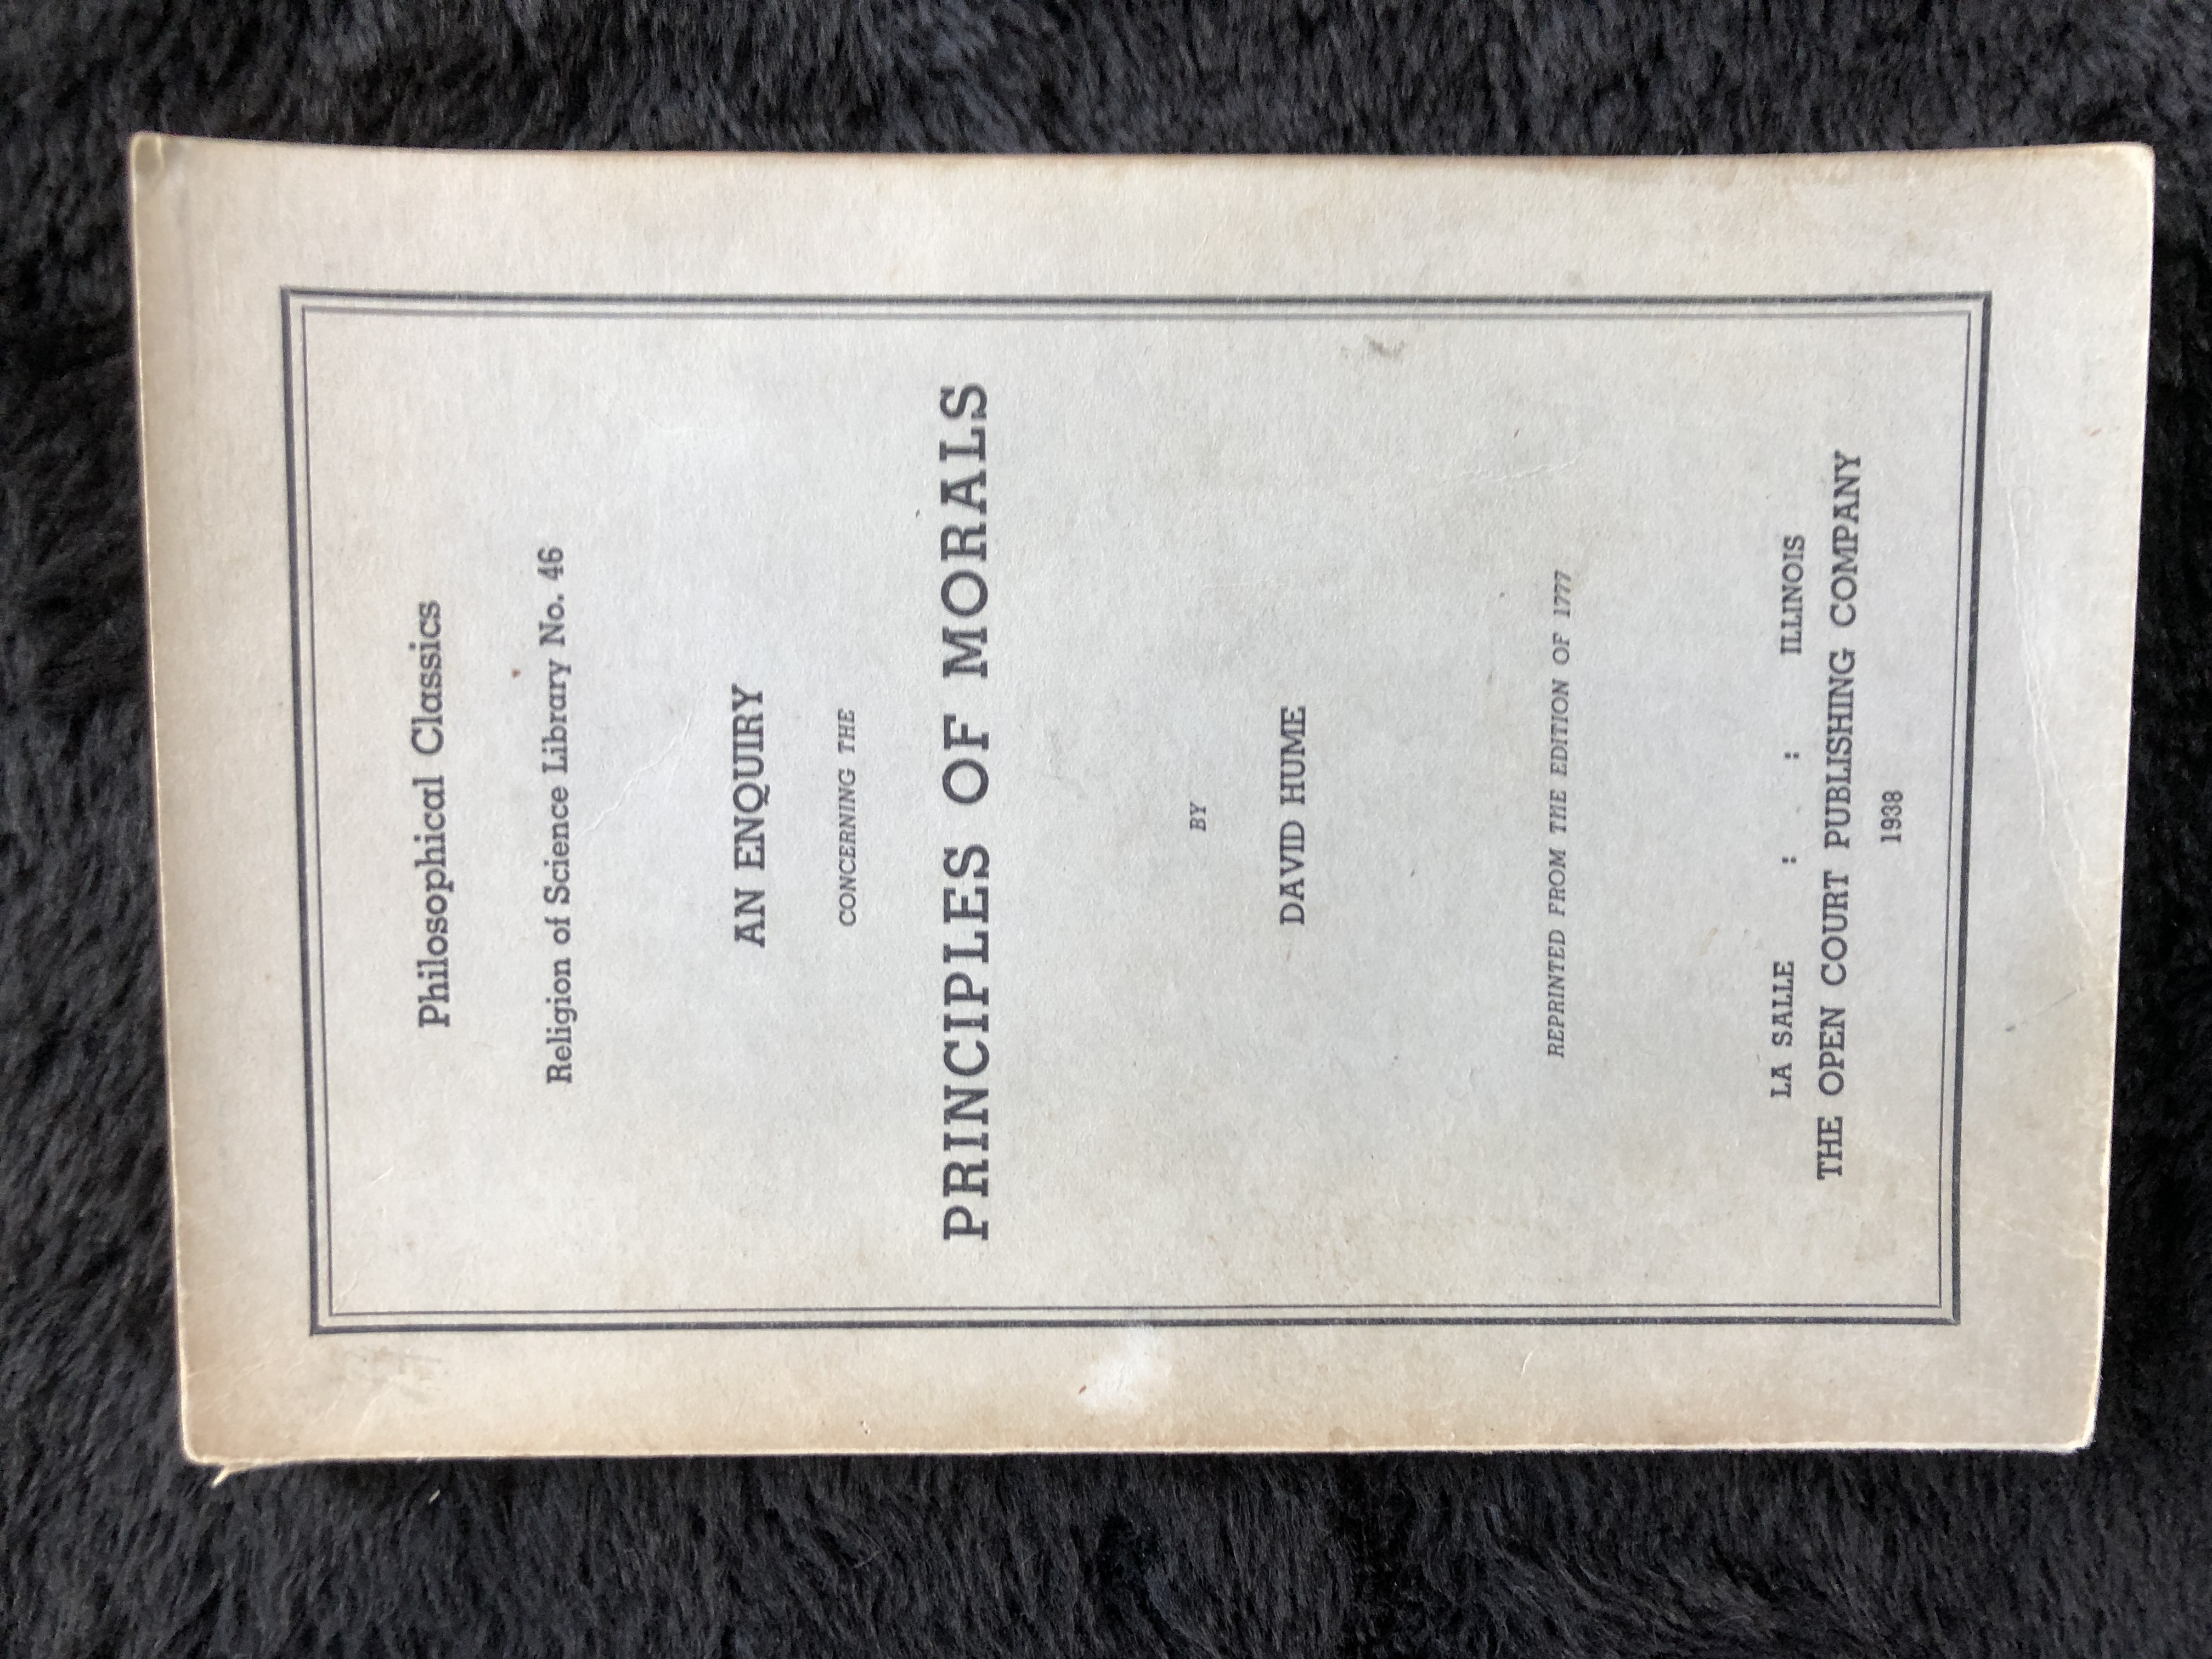 Philosophical Classics
Religion of Science Library No. 46
AN ENQUIRY
CONCERNING THE
PRINCIPLES OF MORALS
BY
DAVID HUME
REPRINTED FROM THE EDITION OF 1777
LA SALLE : : ILLINOIS
THE OPEN COURT PUBLISHING COMPANY
1938